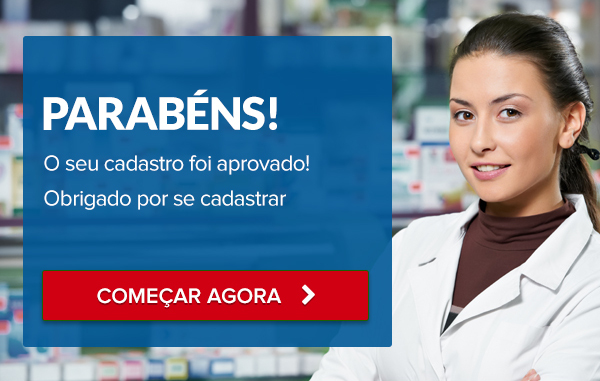 PARABÉNS!
O seu cadastro foi aprovado!
Obrigado por se cadastrar
COMEÇAR AGORA